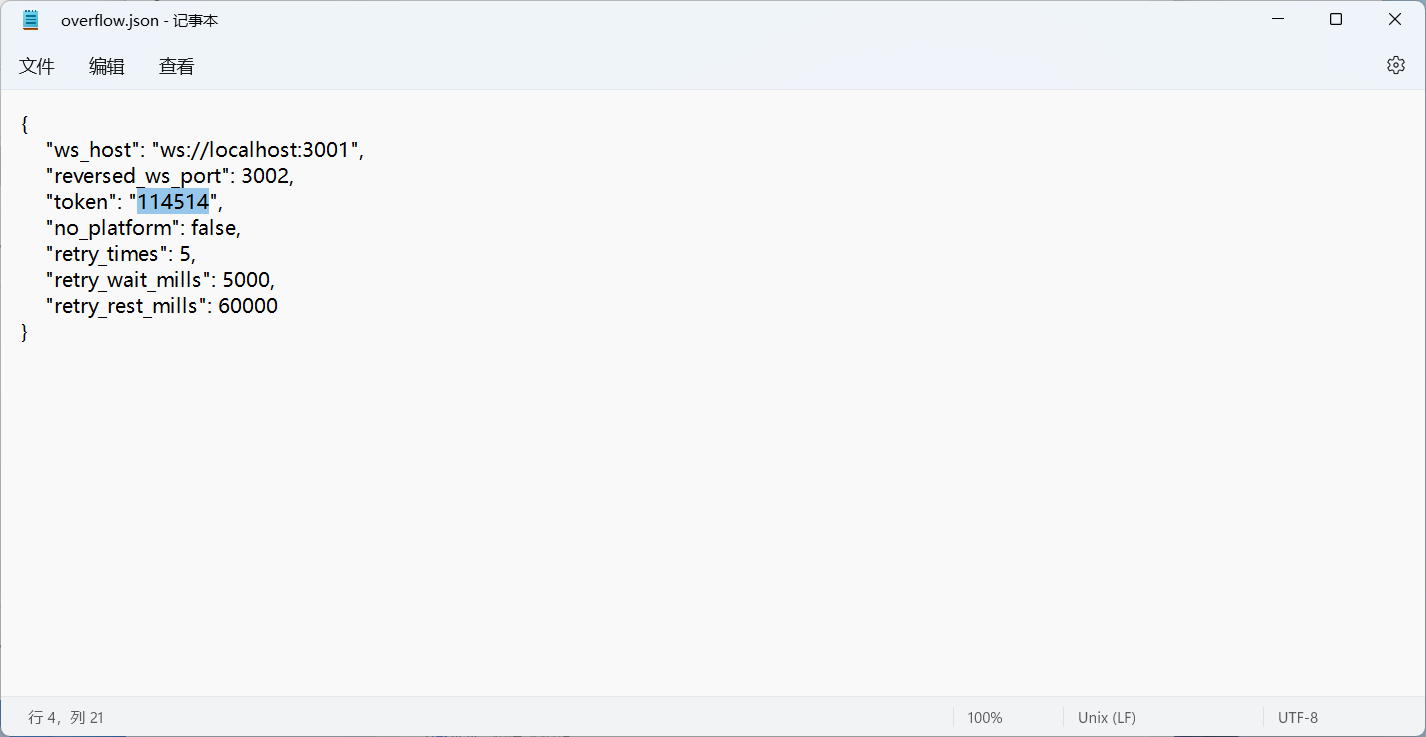 overflow.json - 记事本
文件 编辑 查看
{
"ws_host": "ws://localhost:3001",
"reversed_ws_port": 3002,
"token": "114514",
"no_platform": false,
"retry_times": 5,
"retry_wait_mills": 5000,
"retry_rest_mills": 60000
}
行 4，列 21 100% Unix (LF) UTF-8